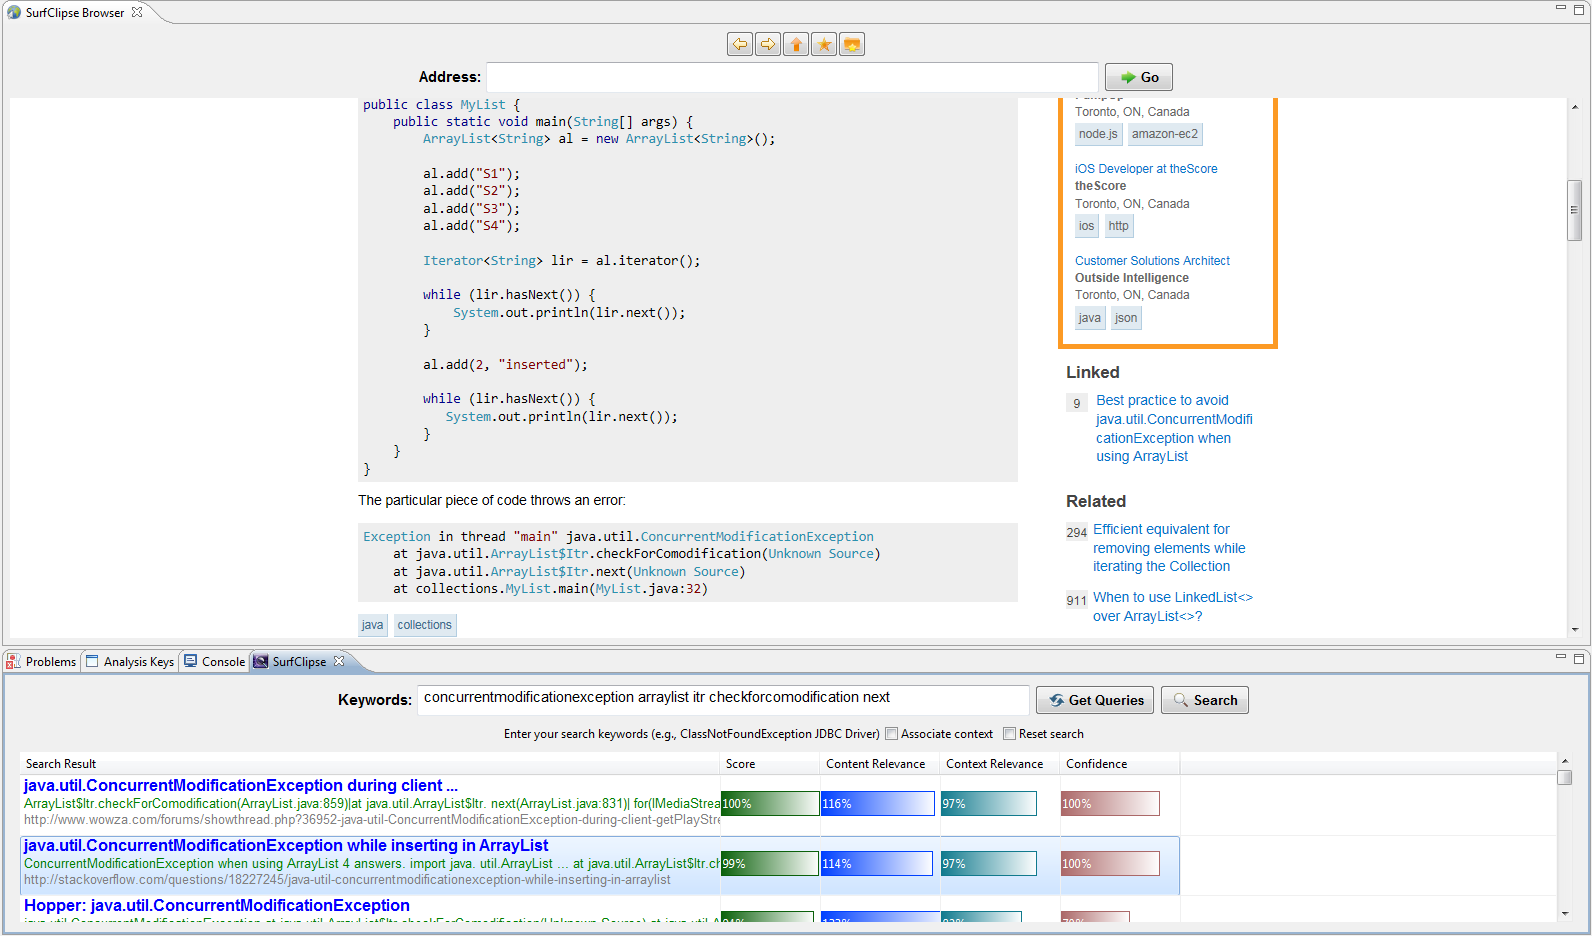 SurfClipse Browser
Address:
Go
public class MyList {
public static void main(String[] args) {
ArrayList<String> al = new ArrayList<String>();
al.add("S1");
al.add("S2");
al.add("S3");
al.add("S4");
Iterator<String> lir = al.iterator();
while (lir.hasNext()) {
System.out.println(lir.next());
}
al.add(2, "inserted");
while (lir.hasNext()) {
System.out.println(lir.next());
}
}
}
The particular piece of code throws an error:
Exception in thread "main" java.util.ConcurrentModificationException
at java.util.ArrayList$Itr.checkForComodification(Unknown Source)
at java.util.ArrayList$Itr.next(Unknown Source)
at collections.MyList.main(MyList.java:32)
java collections
Toronto, ON, Canada
node.js amazon-ec2
iOS Developer at theScore
theScore
Toronto, ON, Canada
ios http
Customer Solutions Architect
Outside Intelligence
Toronto, ON, Canada
java json
Linked
9 Best practice to avoid
java.util.ConcurrentModifi
cationException when
using ArrayList
Related
294 Efficient equivalent for
removing elements while
iterating the Collection
911 When to use LinkedList<>
over ArrayList<>?
Problems Analysis Keys Console SurfClipse
Keywords: concurrentmodificationexception arraylist itr checkforcomodification next Get Queries Search
Enter your search keywords (e.g., ClassNotFoundException JDBC Driver) Associate context Reset search
Search Result Score Content Relevance Context Relevance Confidence
java.util.ConcurrentModificationException during client ...
ArrayList$Itr.checkForComodification(ArrayList.java:859)|at java.util.ArrayList$Itr. next(ArrayList.java:831)| for(IMediaStrea 100% 116% 97% 100%
http://www.wowza.com/forums/showthread.php?36952-java-util-ConcurrentModificationException-during-client-getPlayStre
java.util.ConcurrentModificationException while inserting in ArrayList
ConcurrentModificationException when using ArrayList 4 answers. import java. util.ArrayList ... at java.util.ArrayList$Itr.ch 99% 114% 97% 100%
http://stackoverflow.com/questions/18227245/java-util-concurrentmodificationexception-while-inserting-in-arraylist
Hopper: java.util.ConcurrentModificationException